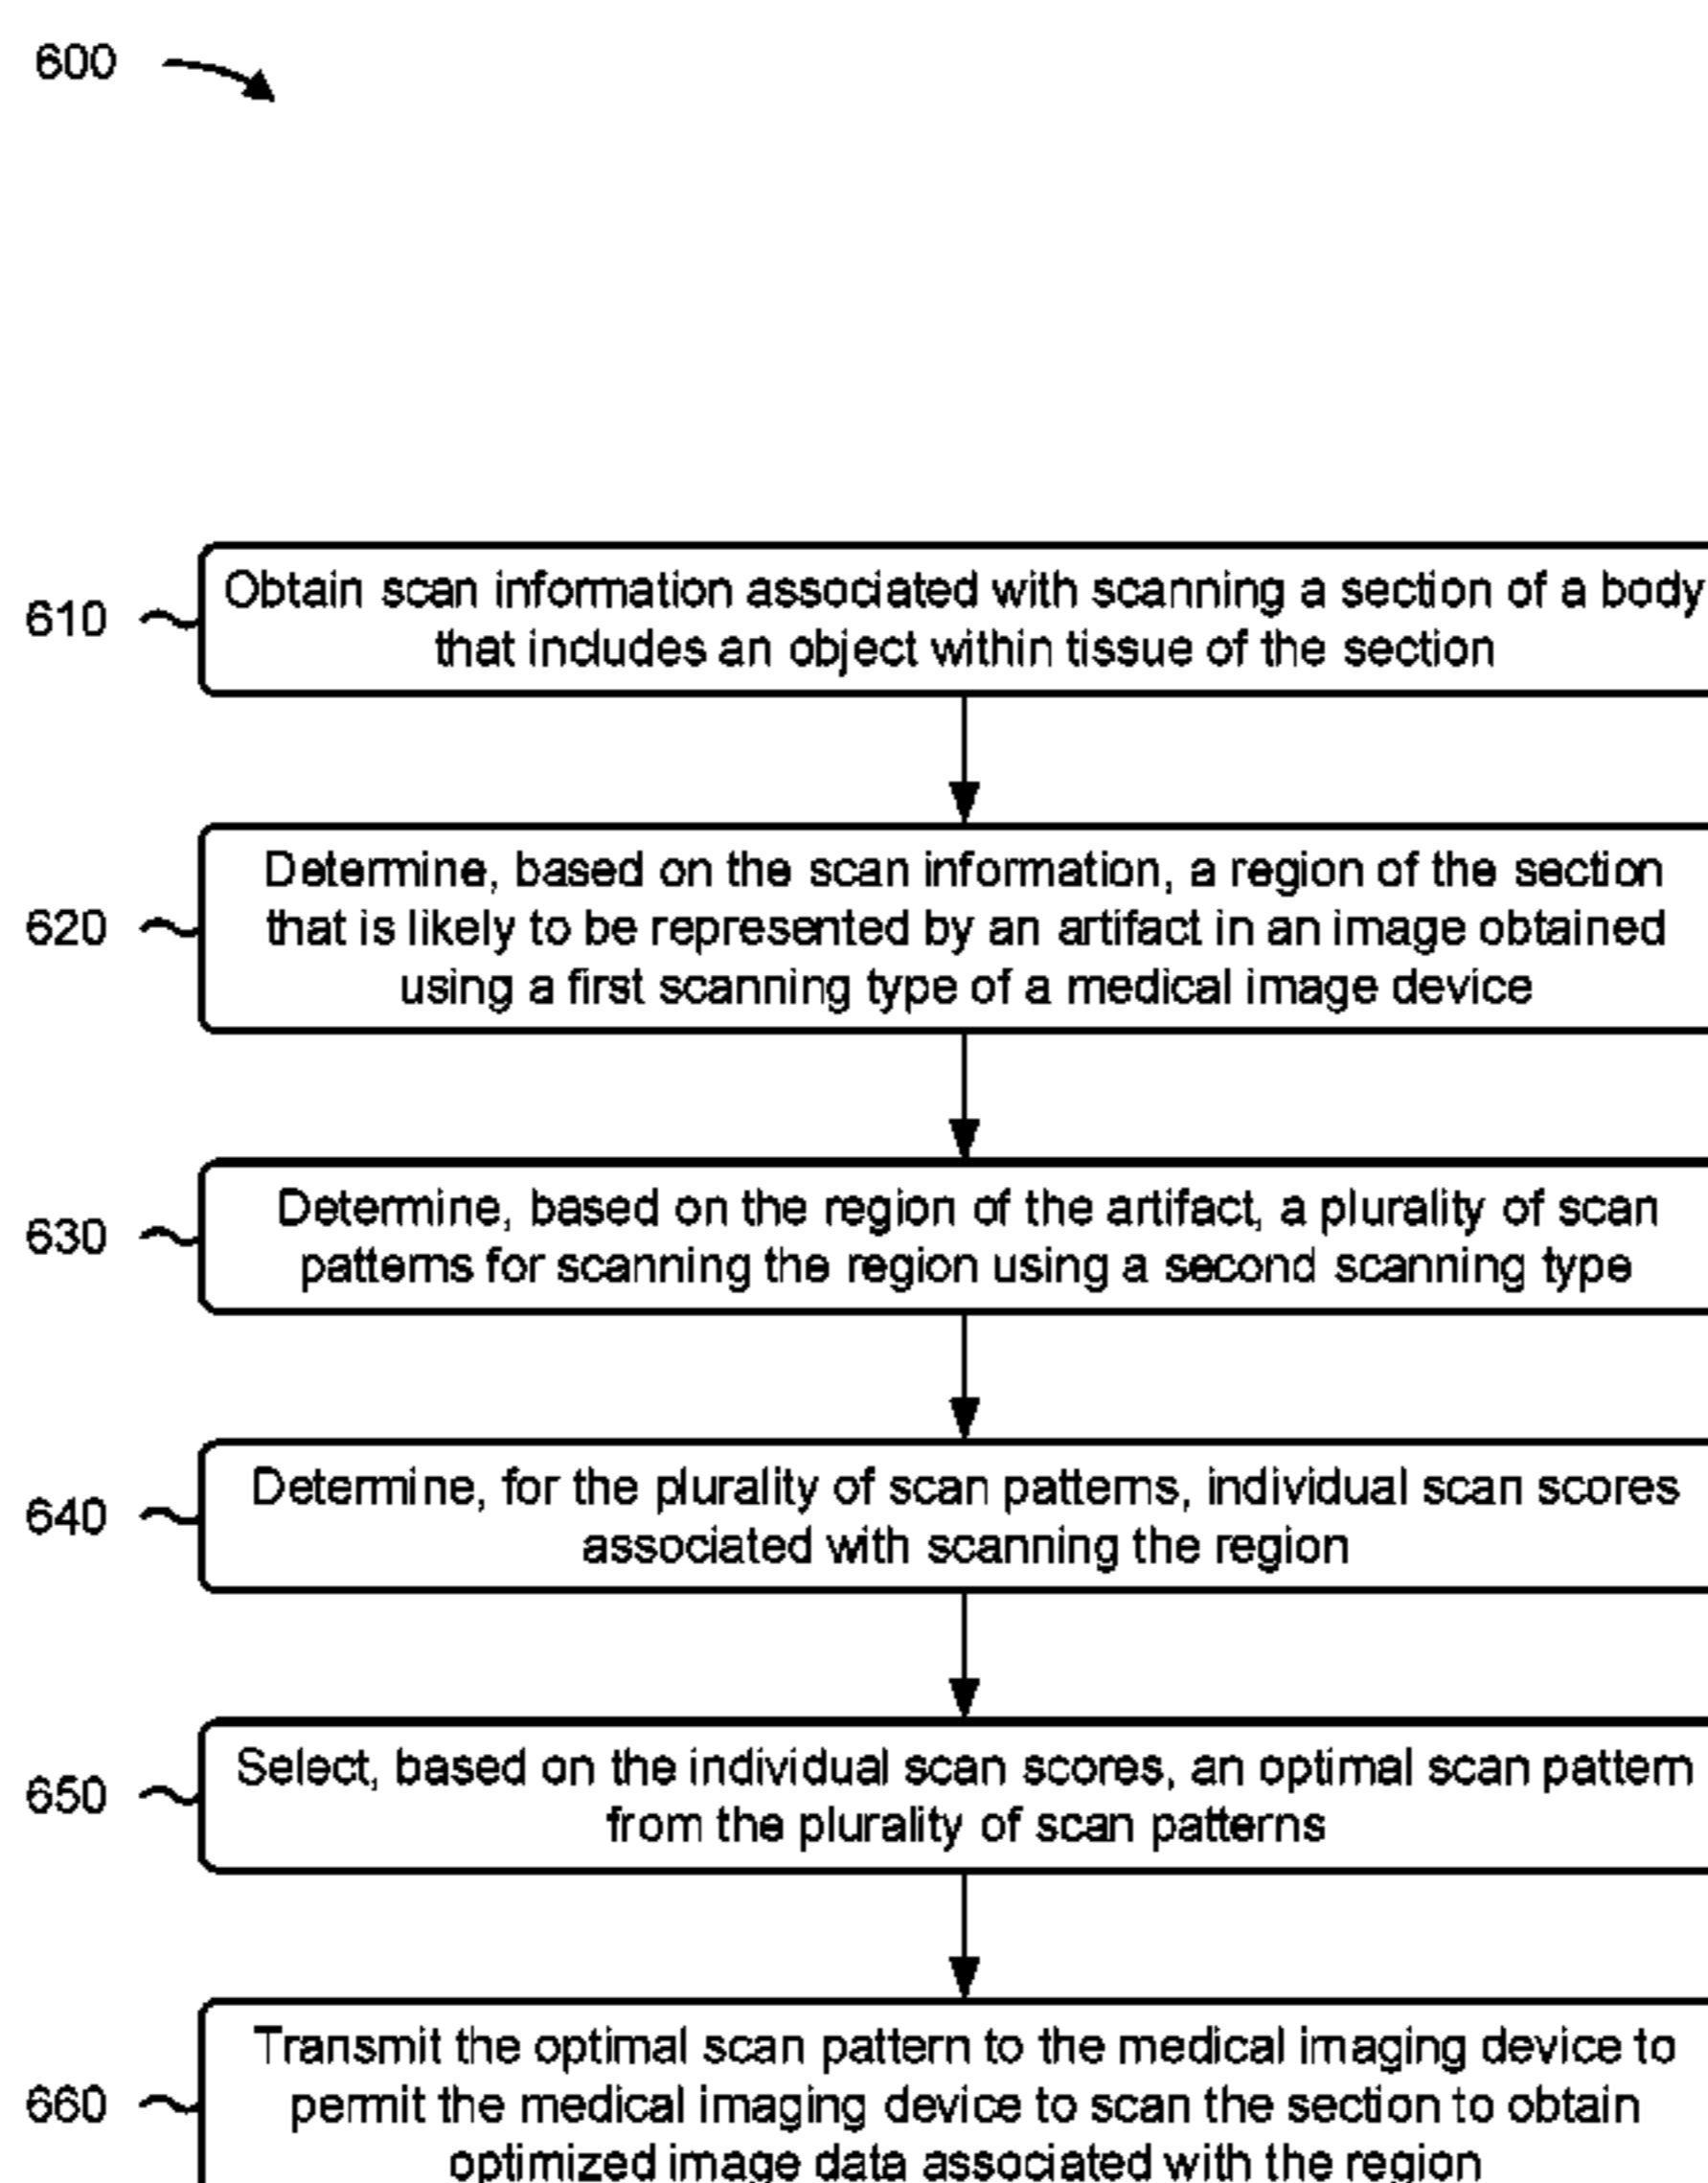 600
610
Obtain scan information associated with scanning a section of a body
that includes an object within tissue of the section
620
Determine, based on the scan information, a region of the section
that is likely to be represented by an artifact in an image obtained
using a first scanning type of a medical image device
630
Determine, based on the region of the artifact, a plurality of scan
patterns for scanning the region using a second scanning type
640
Determine, for the plurality of scan patterns, individual scan scores
associated with scanning the region
650
Select, based on the individual scan scores, an optimal scan pattern
from the plurality of scan patterns
660
Transmit the optimal scan pattern to the medical imaging device to
permit the medical imaging device to scan the section to obtain
optimized image data associated with the region